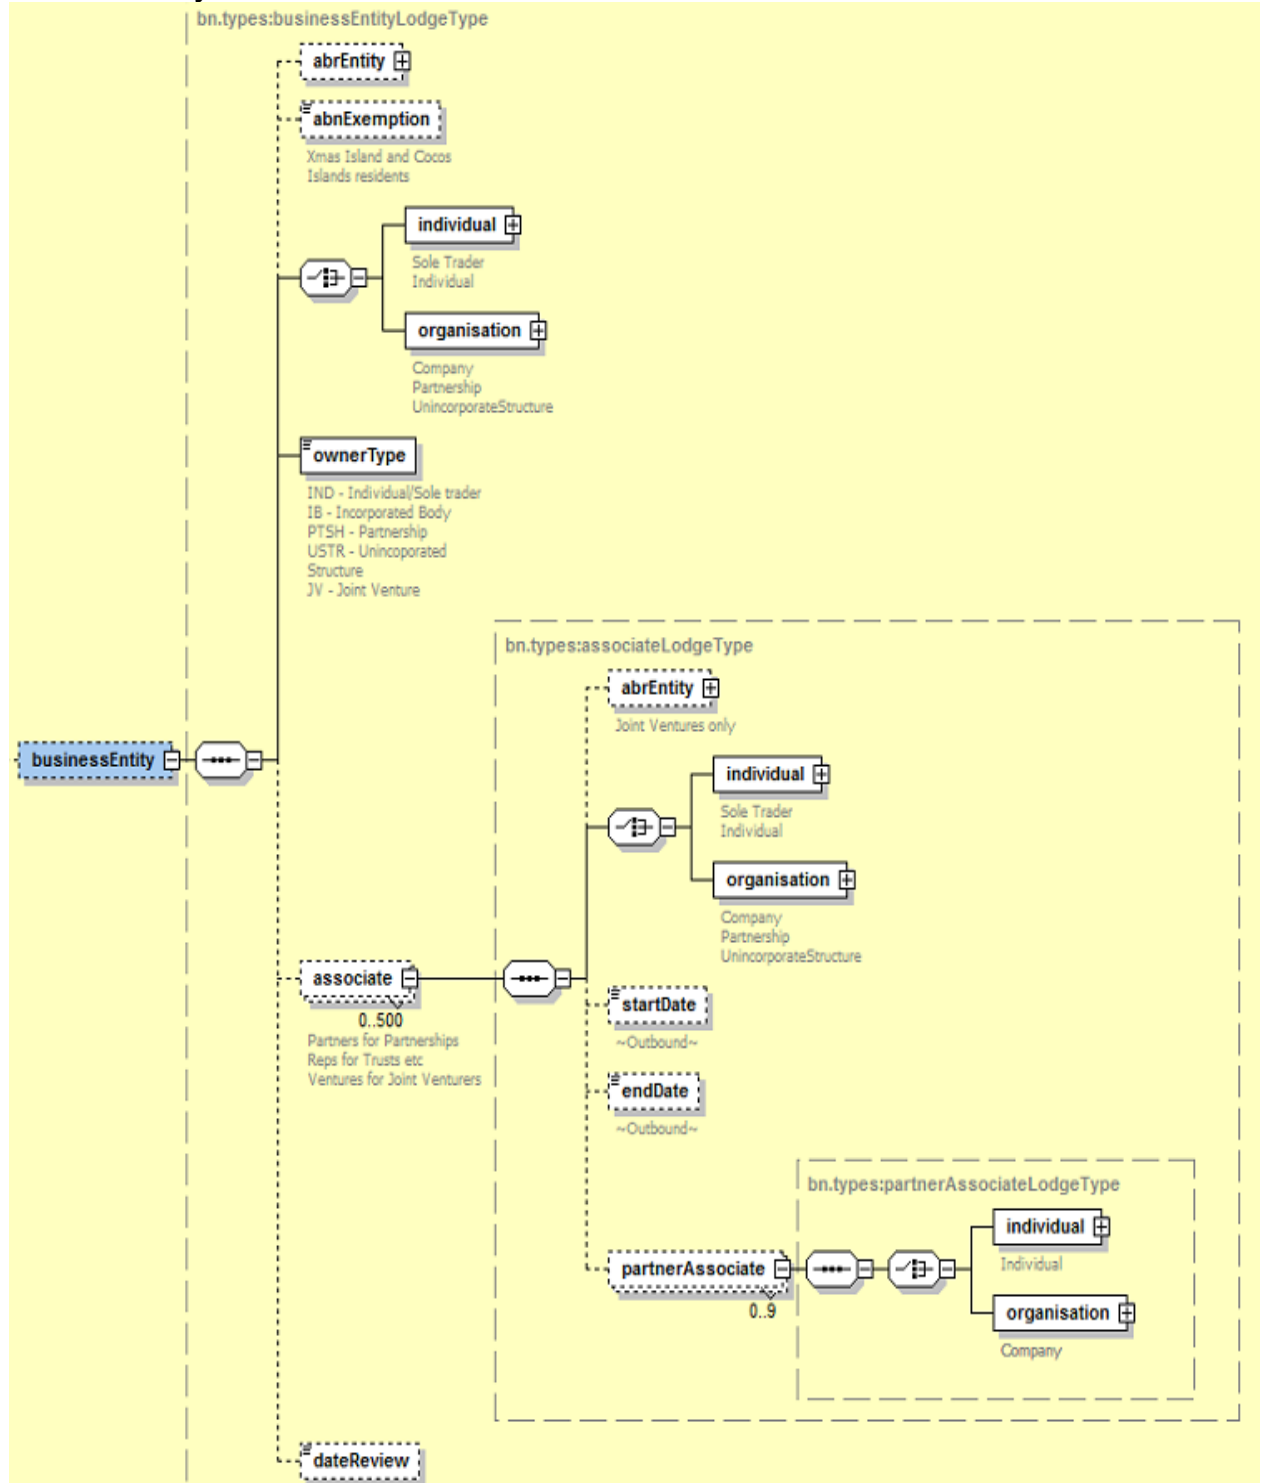 bn.types:businessEntityLodgeType
abrEntity
abnExemption
Xmas Island and Cocos
Islands residents
individual
Sole Trader
Individual
organisation
Company
Partnership
UnincorporateStructure
ownerType
IND - Individual/Sole trader
IB - Incorporated Body
PTSH - Partnership
USTR - Unincoporated
Structure
JV - Joint Venture
bn.types:associateLodgeType
abrEntity
Joint Ventures only
businessEntity
individual
Sole Trader
Individual
organisation
Company
Partnership
UnincorporateStructure
associate
0..500
Partners for Partnerships
Reps for Trusts etc
Ventures for Joint Venturers
startDate
~Outbound~
endDate
~Outbound~
bn.types:partnerAssociateLodgeType
individual
Individual
partnerAssociate
0..9
organisation
Company
dateReview